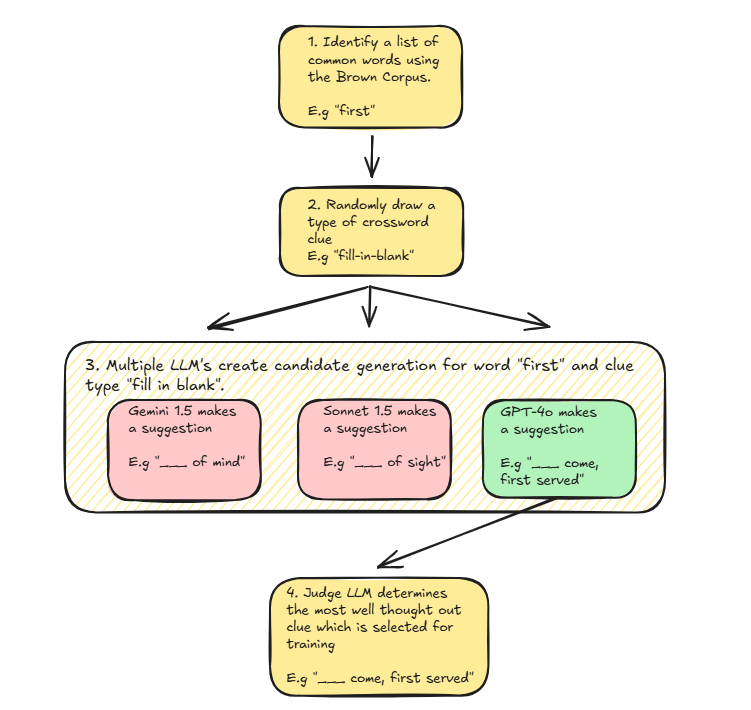 1. Identify a list of
common words using
the Brown Corpus.
E.g "first"
2. Randomly draw a
type of crossword
clue
E.g "fill-in-blank"
3. Multiple LLM's create candidate generation for word "first" and clue
type "fill in blank".
Gemini 1.5 makes
a suggestion
E.g "___ of mind"
Sonnet 1.5 makes
a suggestion
E.g "___ of sight"
GPT-4o makes
a suggestion
E.g "___ come,
first served"
4. Judge LLM determines
the most well thought out
clue which is selected for
training
E.g "___ come, first served"